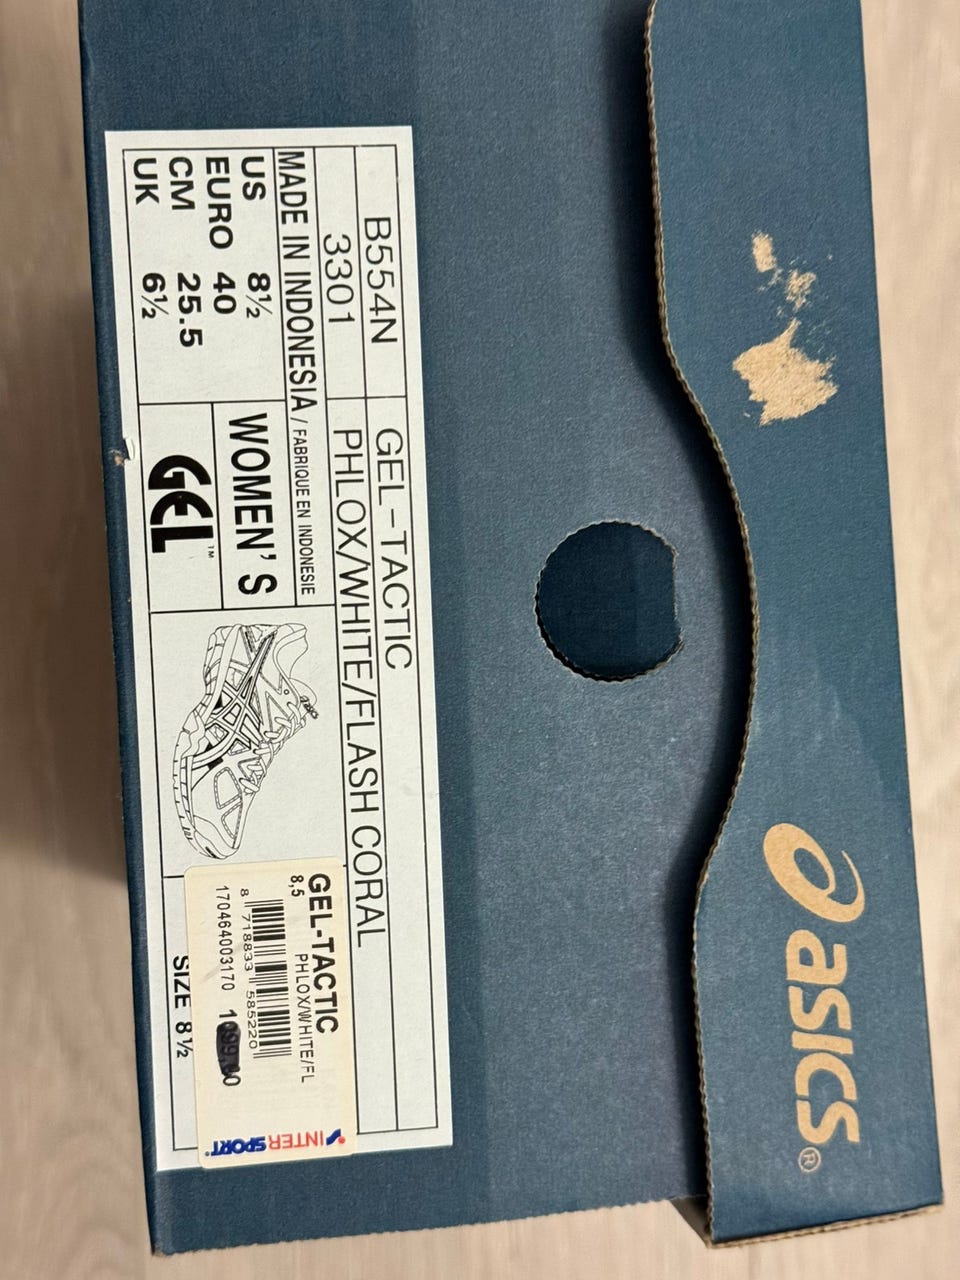 B554N GEL-TACTIC
3301 PHLOX/WHITE/FLASH CORAL
MADE IN INDONESIA / FABRIQUE EN INDONESIE
US 8½
EURO 40
CM 25.5
UK 6½
WOMEN'S
GEL™
SIZE 8½
GEL-TACTIC
8,5 PHLOX/WHITE/FL
8 718833 585220
170464003170
INTERSPORT
asics®